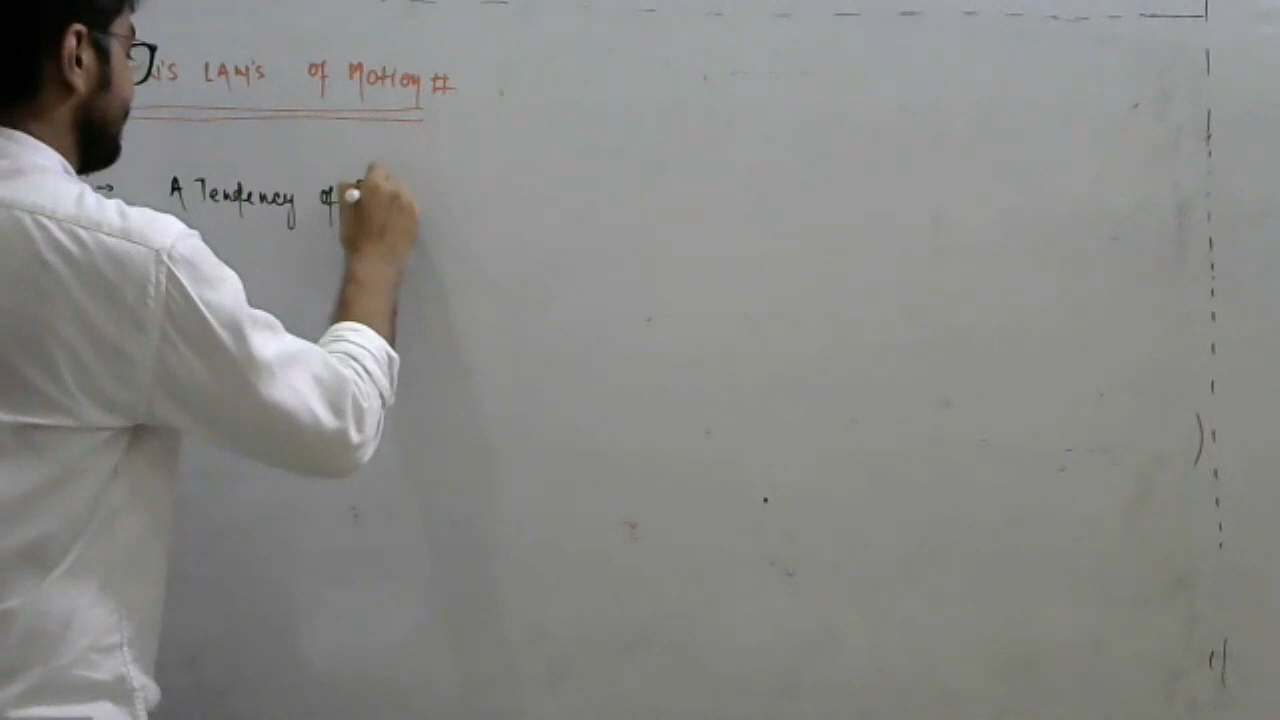 LAW'S of Motion #
→ A Tendency of